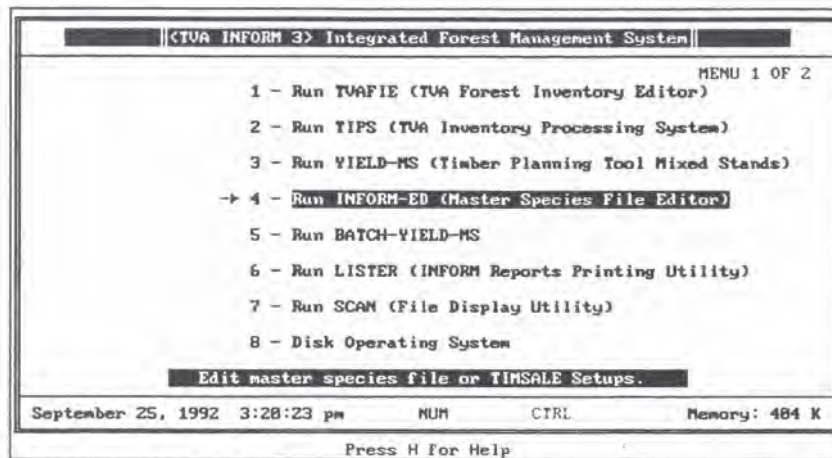 <TVA INFORM 3> Integrated Forest Management System
MENU 1 OF 2
1 - Run TVAFIE (TVA Forest Inventory Editor)
2 - Run TIPS (TVA Inventory Processing System)
3 - Run YIELD-MS (Timber Planning Tool Mixed Stands)
→ 4 - Run INFORM-ED (Master Species File Editor)
5 - Run BATCH-YIELD-MS
6 - Run LISTER (INFORM Reports Printing Utility)
7 - Run SCAN (File Display Utility)
8 - Disk Operating System
Edit master species file or TIMSALE Setups.
September 25, 1992 3:20:23 pm NUM CTRL Memory: 404 K
Press H for Help